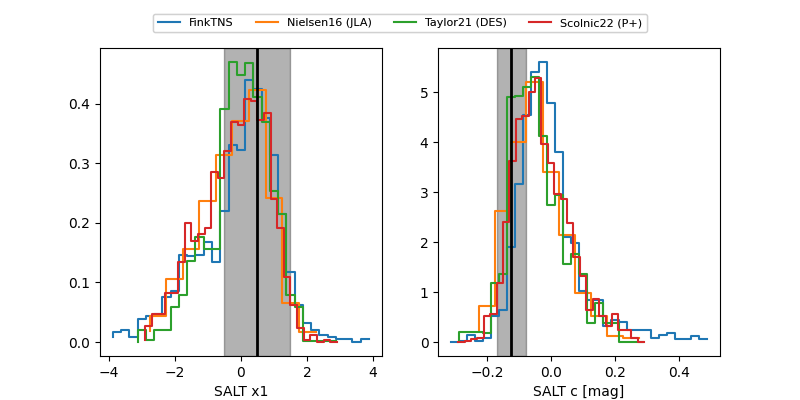 FinkTNS Nielsen16 (JLA) Taylor21 (DES) Scolnic22 (P+)
0.4
0.3
0.2
0.1
0.0
−4 −2 0 2 4
SALT x1
5
4
3
2
1
0
−0.2 0.0 0.2 0.4
SALT c [mag]